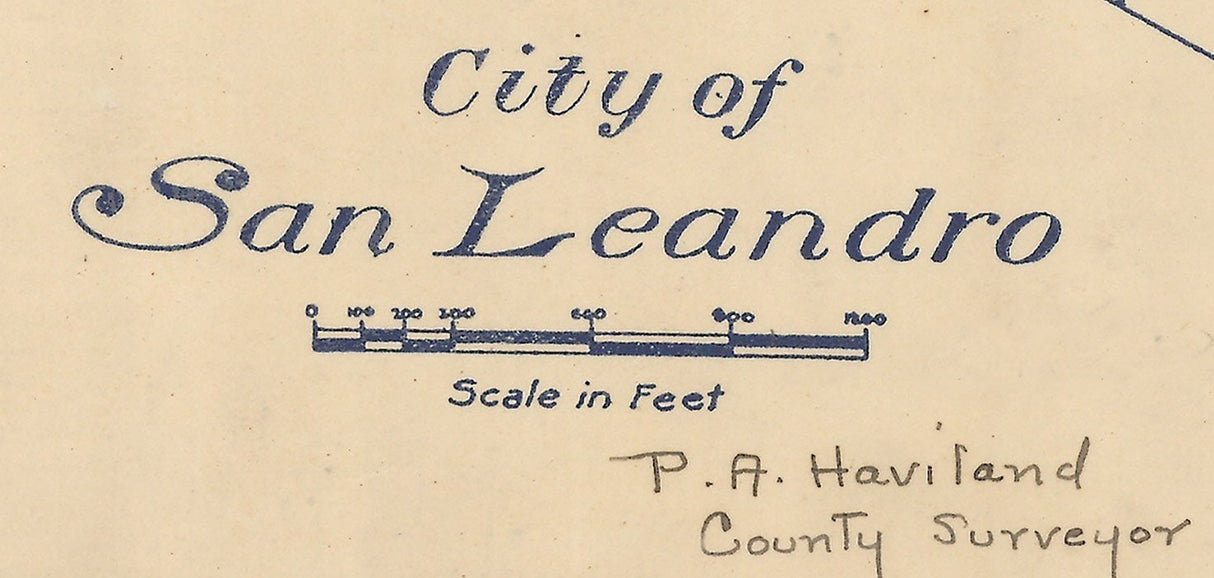 City of
San Leandro
0 100 200 300 600 900 1200
Scale in Feet
P. A. Haviland
County Surveyor